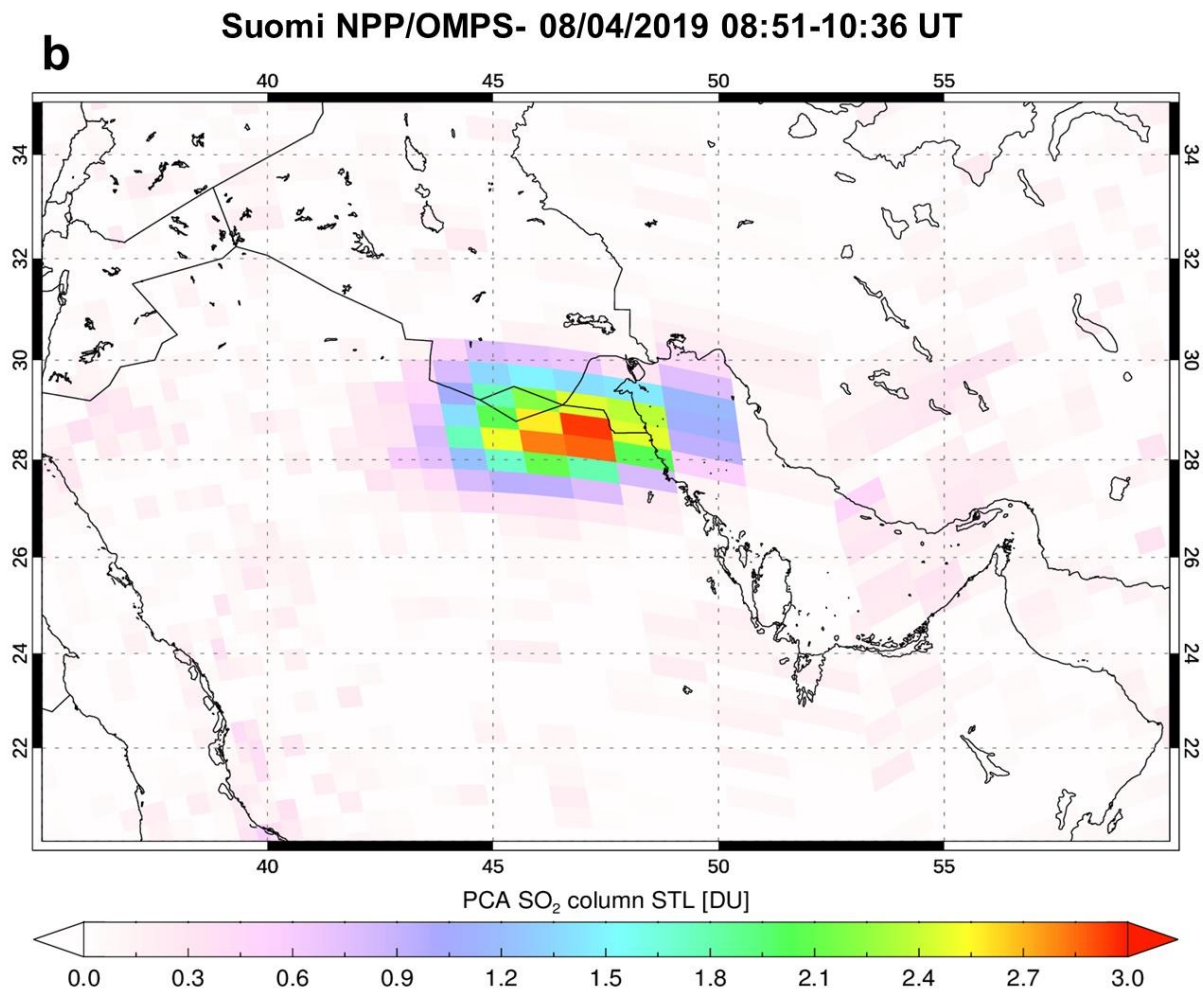 Suomi NPP/OMPS- 08/04/2019 08:51-10:36 UT
b
40 45 50 55
34 34
32 32
30 30
28 28
26 26
24 24
22 22
40 45 50 55
PCA SO₂ column STL [DU]
0.0 0.3 0.6 0.9 1.2 1.5 1.8 2.1 2.4 2.7 3.0